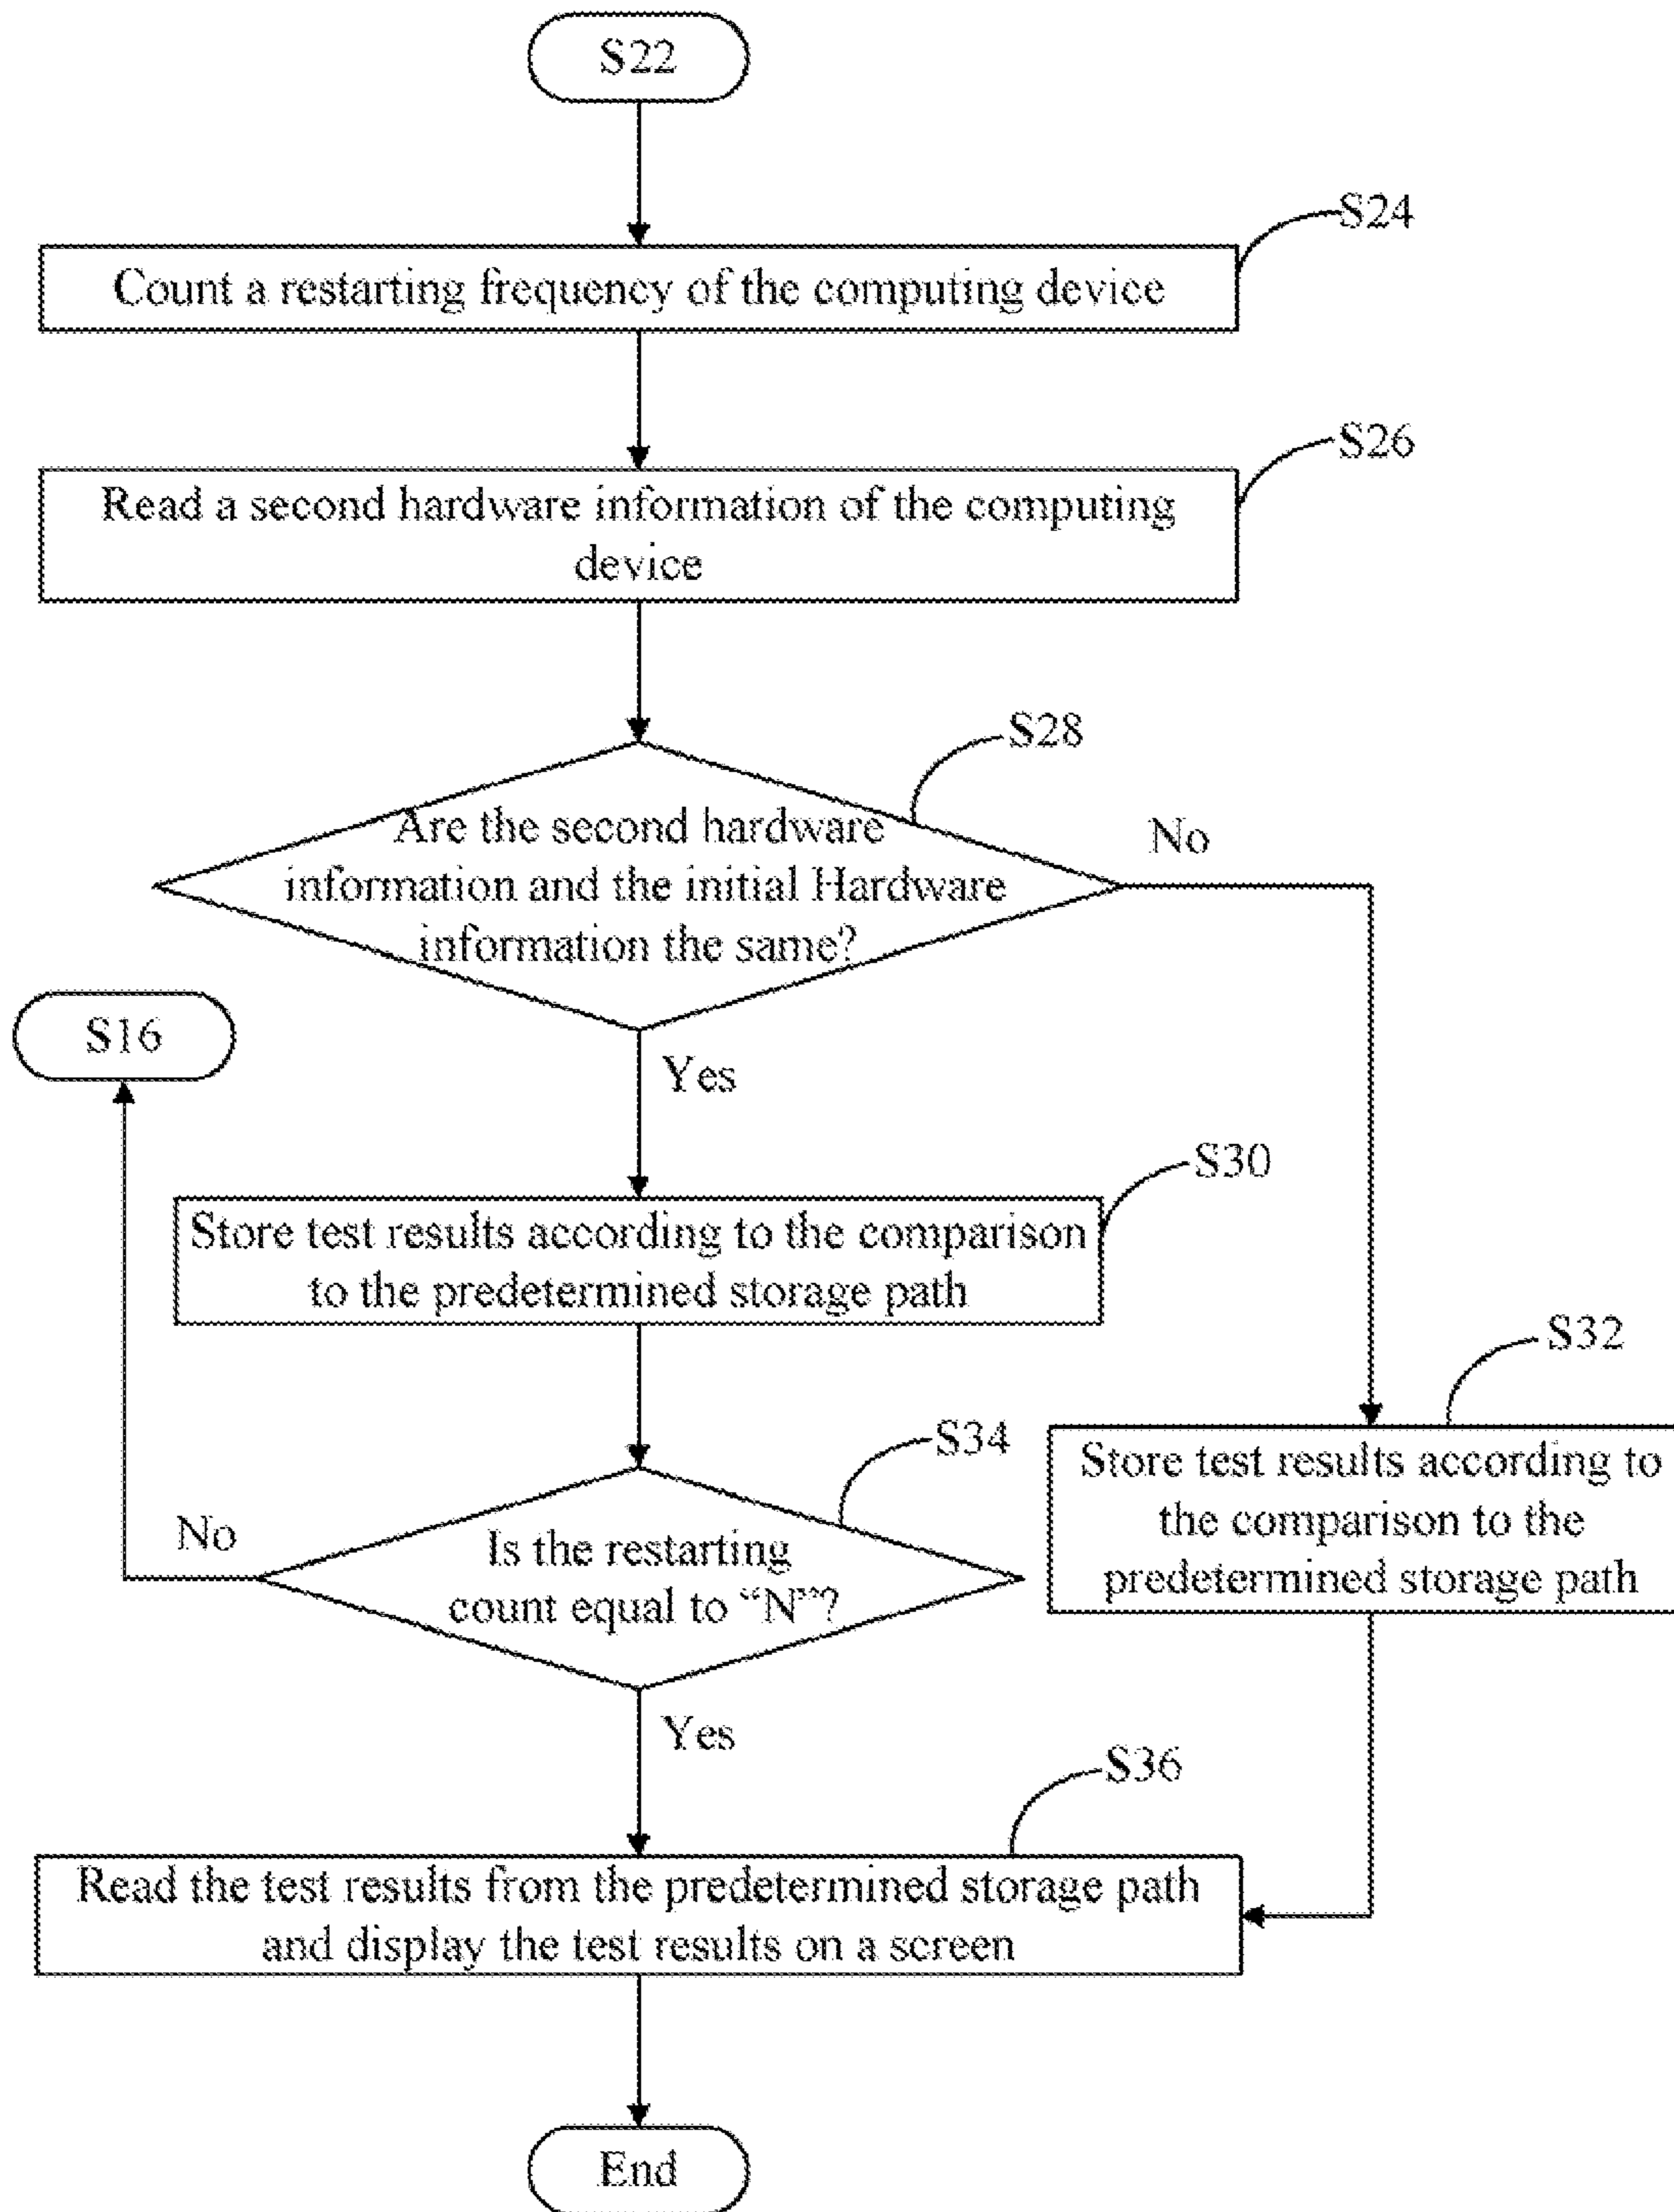 S22
S24
Count a restarting frequency of the computing device
S26
Read a second hardware information of the computing
device
S28
Are the second hardware
information and the initial Hardware
information the same?
No
S16
Yes
S30
Store test results according to the comparison
to the predetermined storage path
S32
Store test results according to
the comparison to the
predetermined storage path
S34
No
Is the restarting
count equal to “N”?
Yes
S36
Read the test results from the predetermined storage path
and display the test results on a screen
End